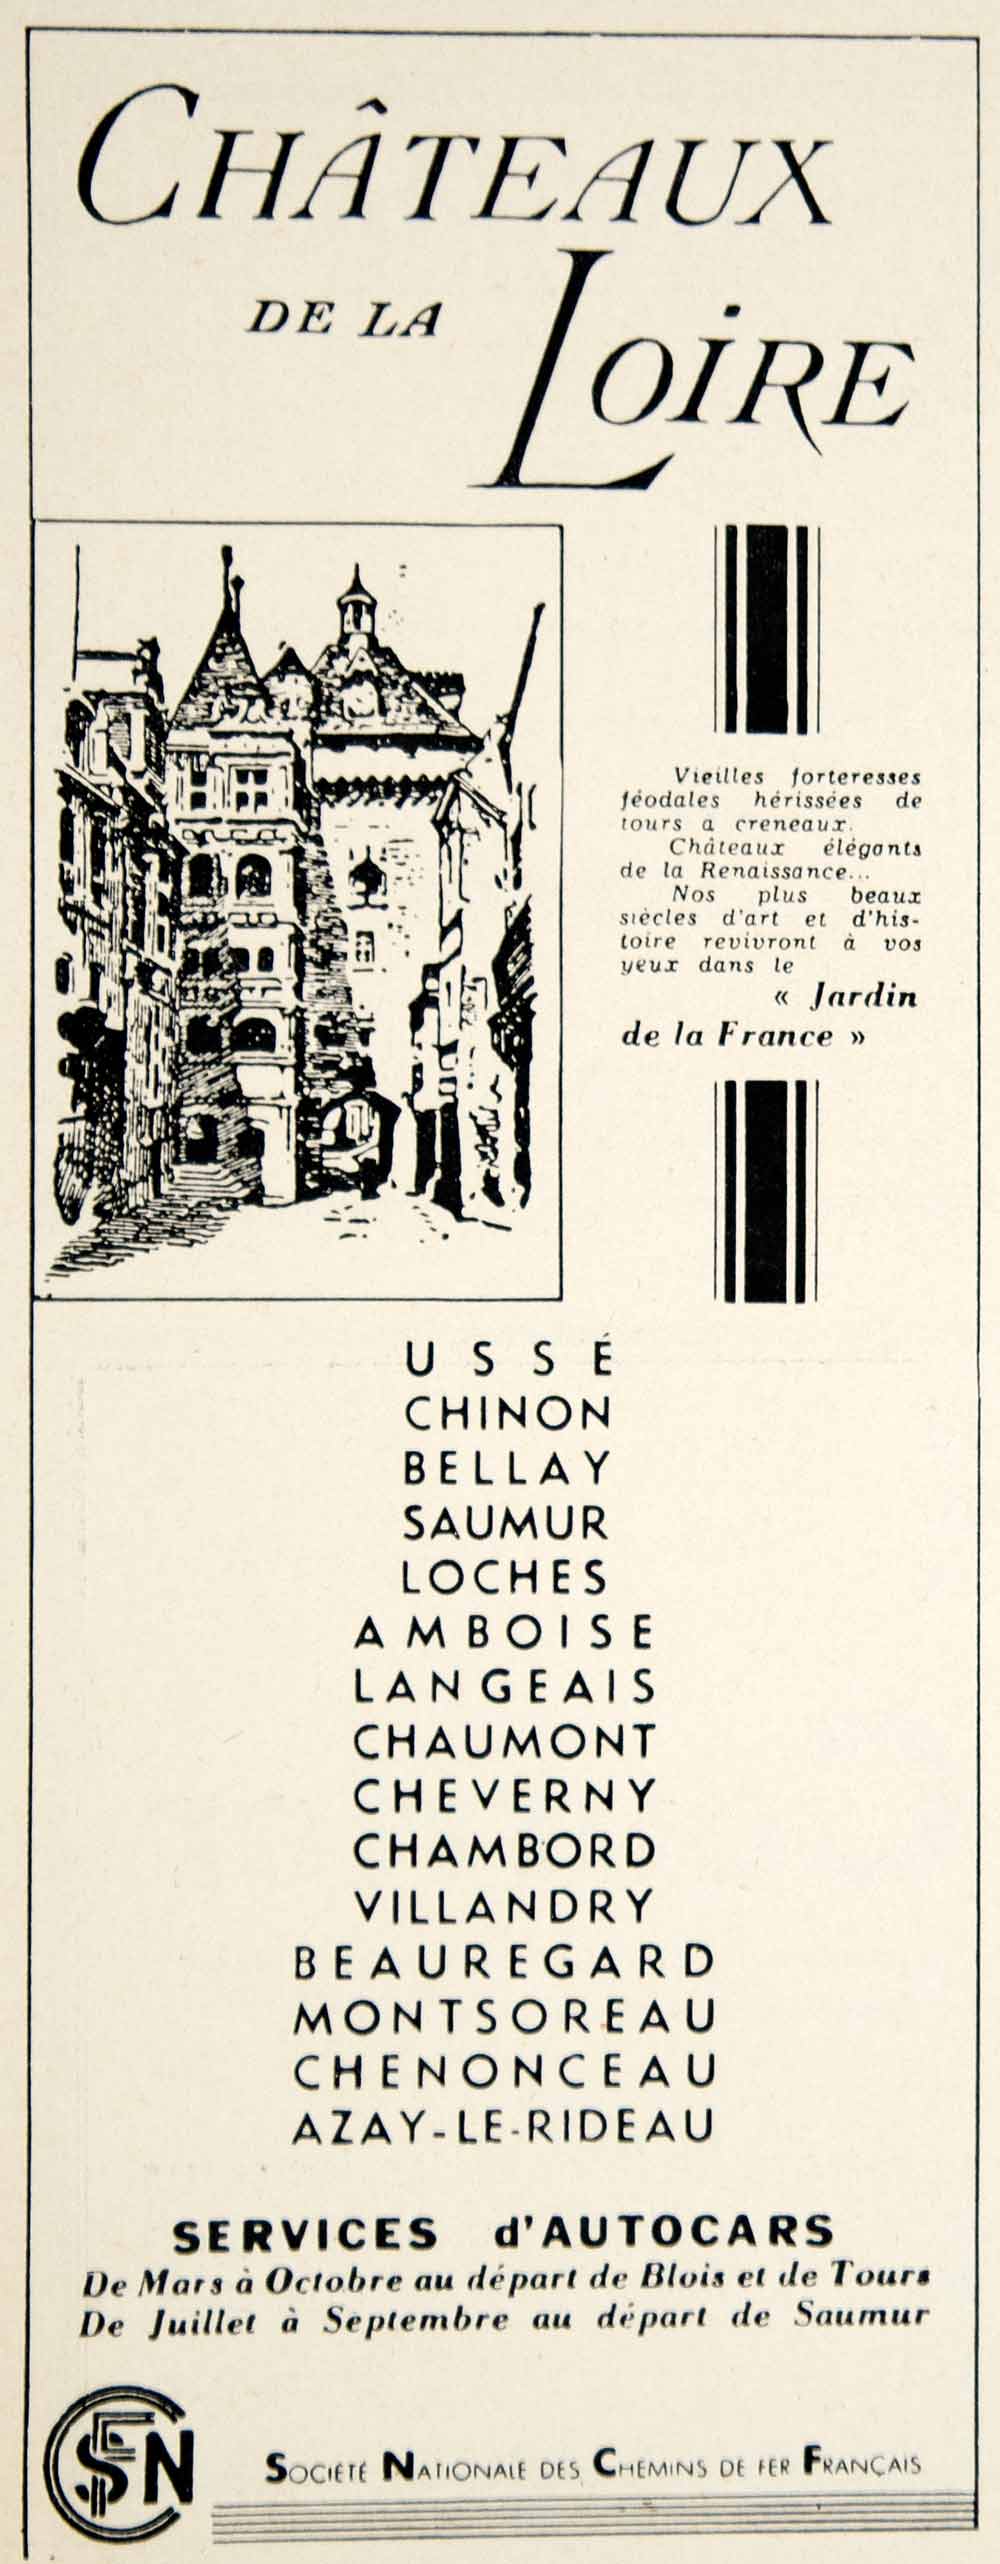 CHÂTEAUX
DE LA
LOIRE
Vieilles forteresses
féodales hérissées de
tours a creneaux.
Châteaux élégants
de la Renaissance...
Nos plus beaux
siècles d'art et d'his-
toire revivront à vos
yeux dans le
« Jardin
de la France »
USSÉ
CHINON
BELLAY
SAUMUR
LOCHES
AMBOISE
LANGEAIS
CHAUMONT
CHEVERNY
CHAMBORD
VILLANDRY
BEAUREGARD
MONTSOREAU
CHENONCEAU
AZAY-LE-RIDEAU
SERVICES d'AUTOCARS
De Mars à Octobre au départ de Blois et de Tours
De Juillet à Septembre au départ de Saumur
SNCF
SOCIÉTÉ NATIONALE DES CHEMINS DE FER FRANÇAIS